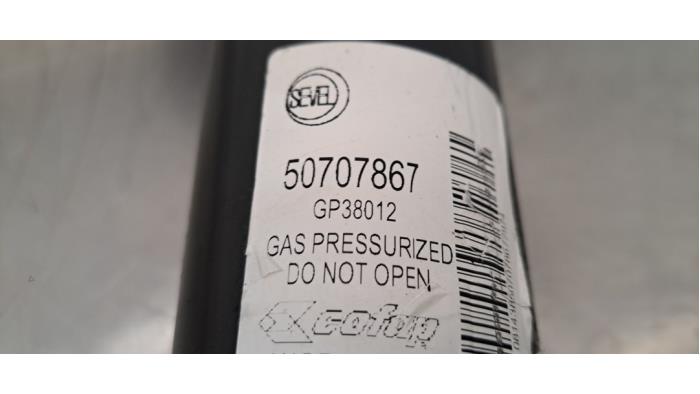 SEVEL
50707867
GP38012
GAS PRESSURIZED
DO NOT OPEN
cofap